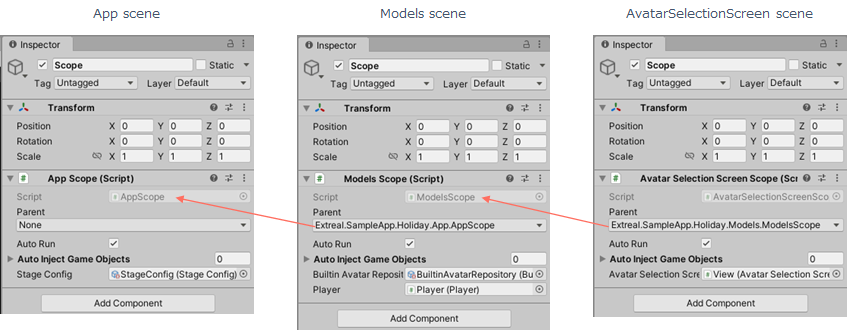 App scene
Inspector
Scope
Static
Tag Untagged Layer Default
Transform
Position X 0 Y 0 Z 0
Rotation X 0 Y 0 Z 0
Scale X 1 Y 1 Z 1
App Scope (Script)
Script AppScope
Parent
None
Auto Run
Auto Inject Game Objects 0
Stage Config StageConfig (Stage Config)
Add Component
Models scene
Inspector
Scope
Static
Tag Untagged Layer Default
Transform
Position X 0 Y 0 Z 0
Rotation X 0 Y 0 Z 0
Scale X 1 Y 1 Z 1
Models Scope (Script)
Script ModelsScope
Parent
Extreal.SampleApp.Holiday.App.AppScope
Auto Run
Auto Inject Game Objects 0
Builtin Avatar Reposit BuiltinAvatarRepository (Bu
Player Player (Player)
Add Component
AvatarSelectionScreen scene
Inspector
Scope
Static
Tag Untagged Layer Default
Transform
Position X 0 Y 0 Z 0
Rotation X 0 Y 0 Z 0
Scale X 1 Y 1 Z 1
Avatar Selection Screen Scope (Sc
Script AvatarSelectionScreenSco
Parent
Extreal.SampleApp.Holiday.Models.ModelsScope
Auto Run
Auto Inject Game Objects 0
Avatar Selection Scre View (Avatar Selection Scre
Add Component